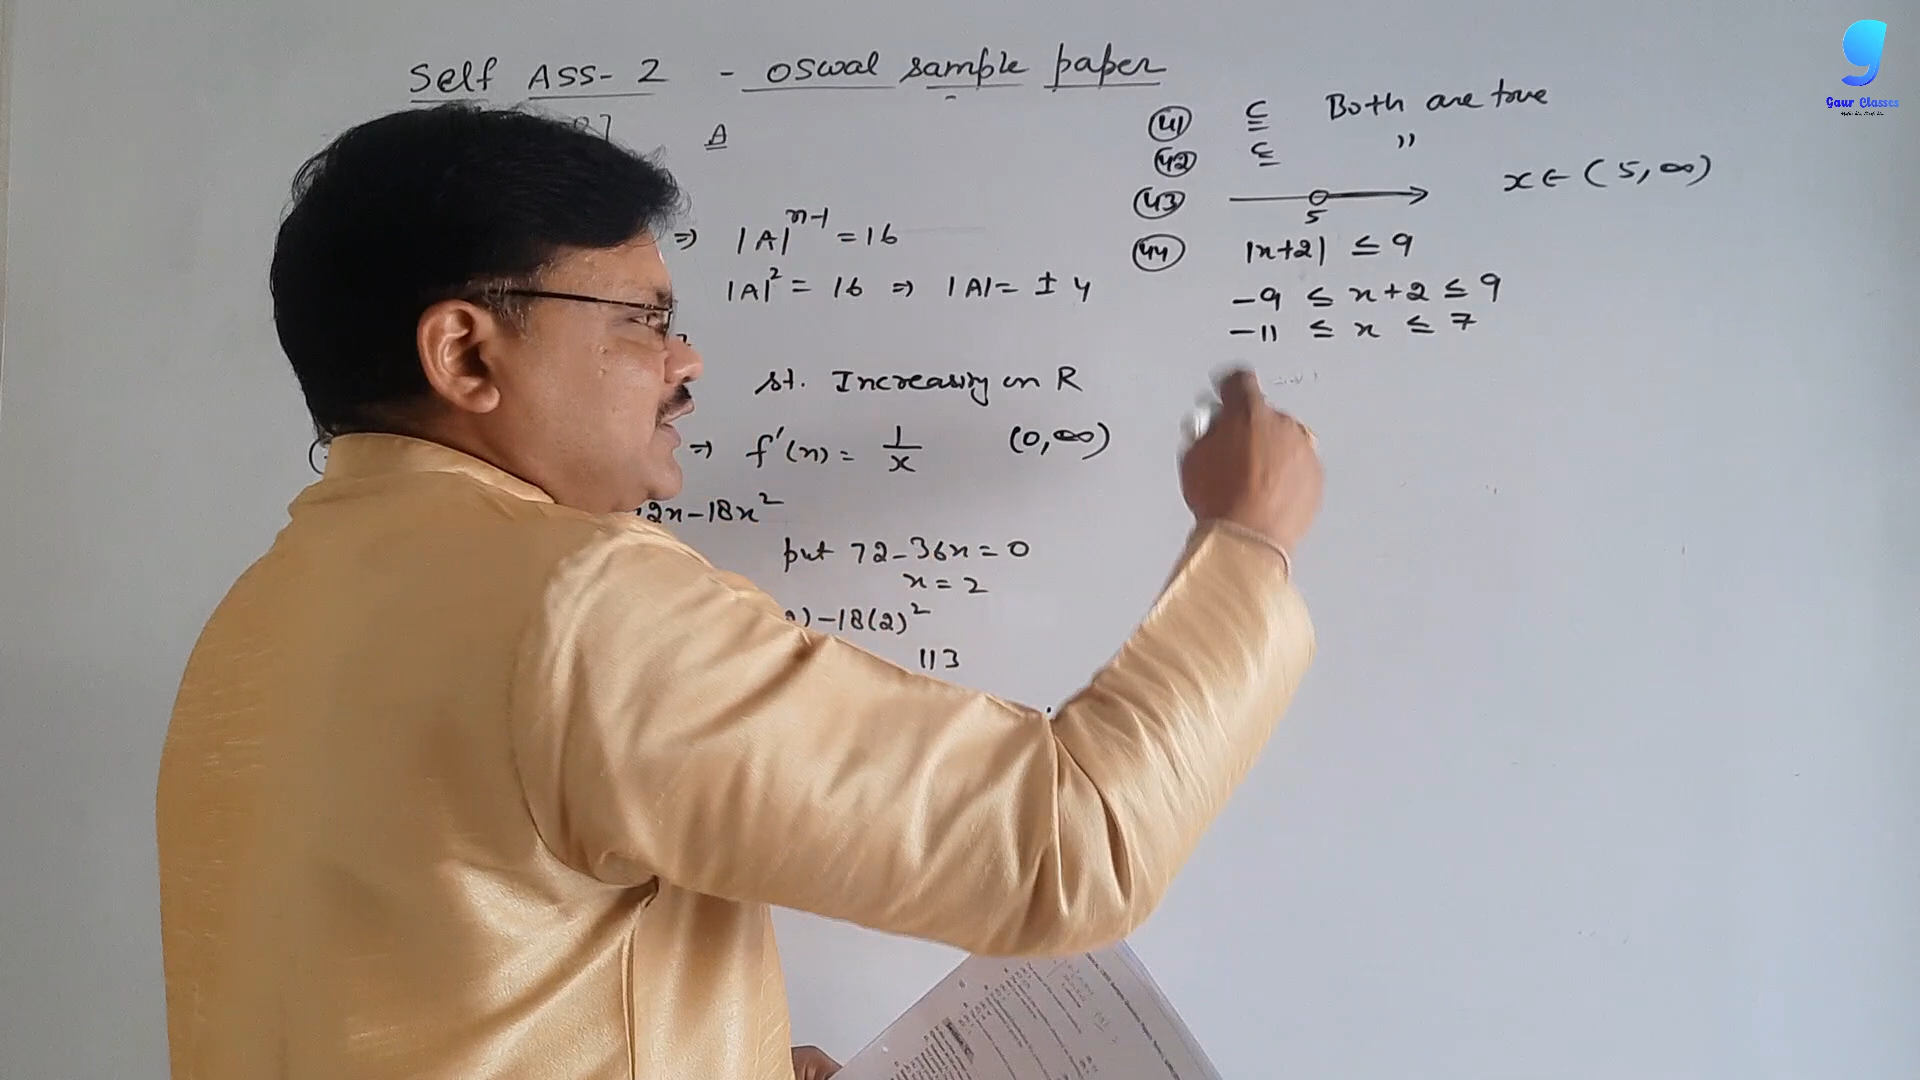 Self ASS- 2 - oswal sample paper
A
⇒ |A|^(n-1) = 16
|A|² = 16 ⇒ |A| = ± 4
st. Increasing on R
⇒ f'(x) = 1/x (0, ∞)
2x-18x²
put 72-36x = 0
x = 2
)-18(2)²
113
(41) C Both are true
(42) C "
(43) 5 x ∈ (5, ∞)
(44) |x+2| ≤ 9
-9 ≤ x+2 ≤ 9
-11 ≤ x ≤ 7
Gaur Classes